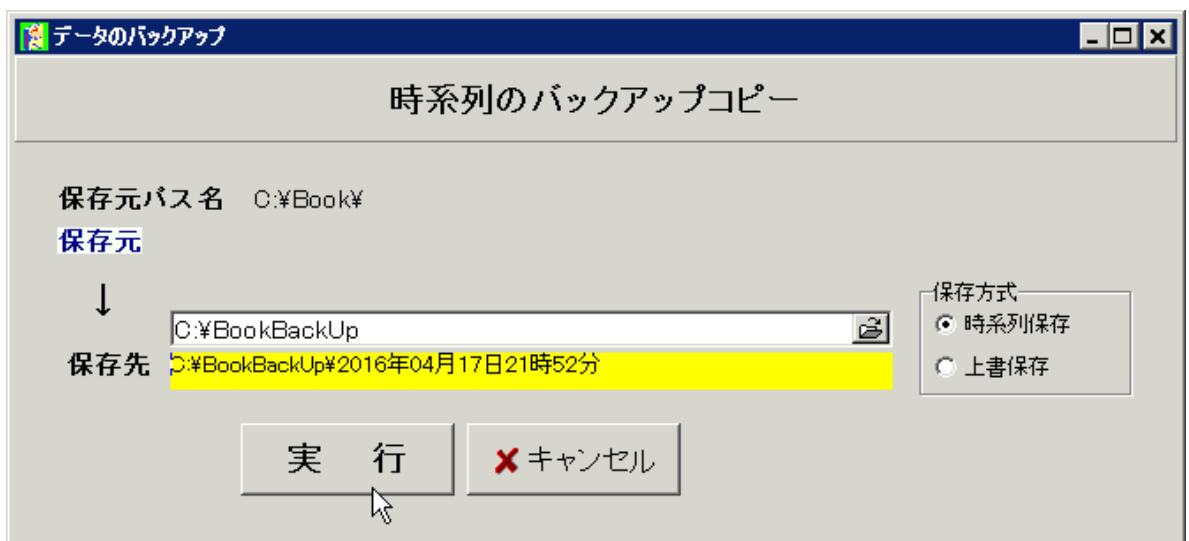 データのバックアップ
時系列のバックアップコピー
保存元パス名 C:¥Book¥
保存元
↓
保存方式
C:¥BookBackUp
時系列保存
保存先 C:¥BookBackUp¥2016年04月17日21時52分
上書保存
実 行
キャンセル